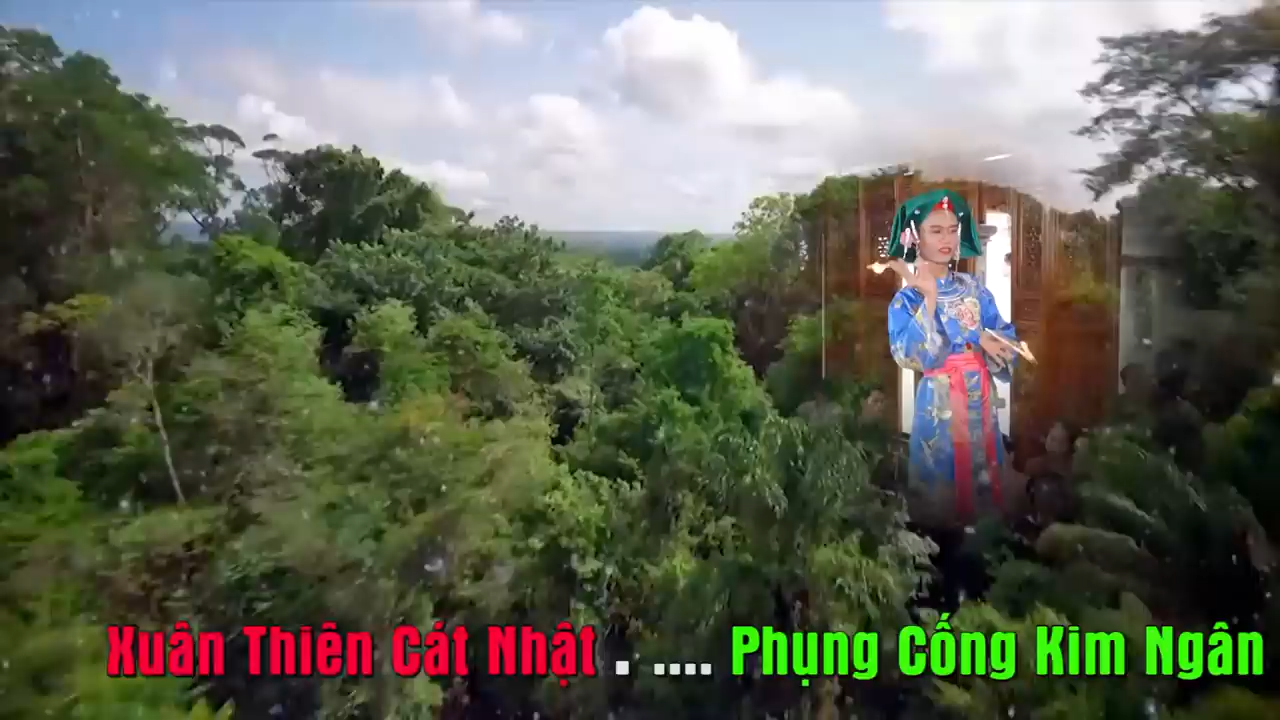 Xuân Thiên Cát Nhật . .... Phụng Cống Kim Ngân